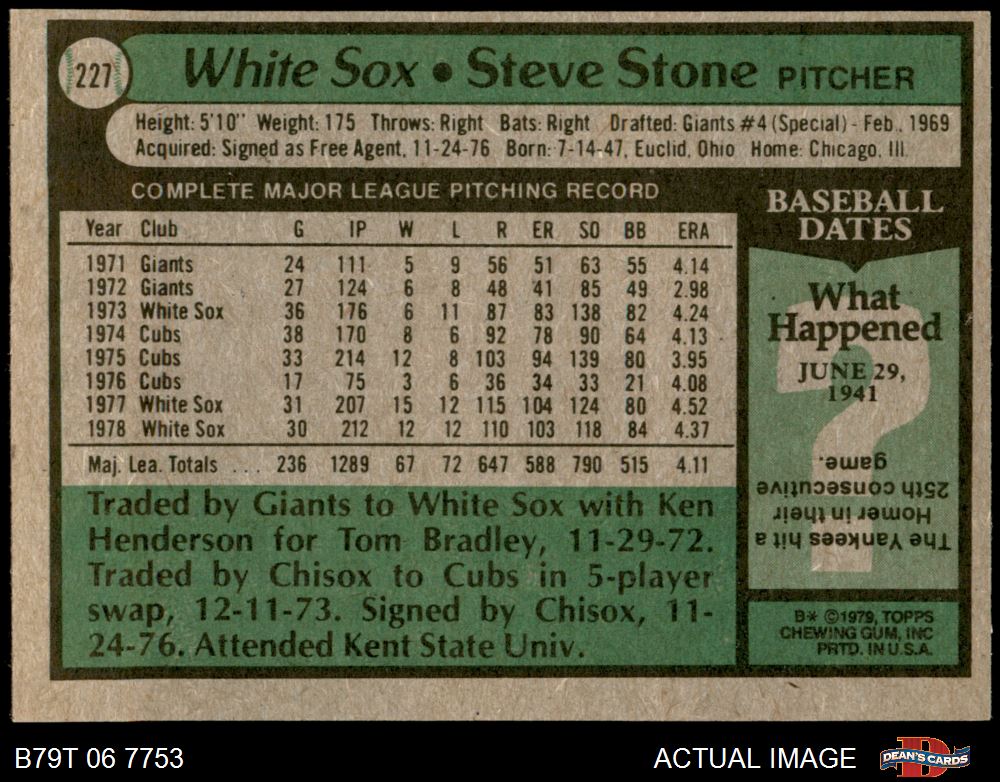 227
White Sox • Steve Stone PITCHER
Height: 5'10" Weight: 175 Throws: Right Bats: Right Drafted: Giants #4 (Special) - Feb., 1969
Acquired: Signed as Free Agent, 11-24-76 Born: 7-14-47, Euclid, Ohio Home: Chicago, Ill.
COMPLETE MAJOR LEAGUE PITCHING RECORD
Year Club G IP W L R ER SO BB ERA
1971 Giants 24 111 5 9 56 51 63 55 4.14
1972 Giants 27 124 6 8 48 41 85 49 2.98
1973 White Sox 36 176 6 11 87 83 138 82 4.24
1974 Cubs 38 170 8 6 92 78 90 64 4.13
1975 Cubs 33 214 12 8 103 94 139 80 3.95
1976 Cubs 17 75 3 6 36 34 33 21 4.08
1977 White Sox 31 207 15 12 115 104 124 80 4.52
1978 White Sox 30 212 12 12 110 103 118 84 4.37
Maj. Lea. Totals ... 236 1289 67 72 647 588 790 515 4.11
Traded by Giants to White Sox with Ken
Henderson for Tom Bradley, 11-29-72.
Traded by Chisox to Cubs in 5-player
swap, 12-11-73. Signed by Chisox, 11-
24-76. Attended Kent State Univ.
BASEBALL
DATES
What
Happened
JUNE 29,
1941
The Yankees hit a
Homer in their
25th consecutive
game.
B* ©1979, TOPPS
CHEWING GUM, INC
PRTD. IN U.S.A.
B79T 06 7753
ACTUAL IMAGE
DEAN'S CARDS